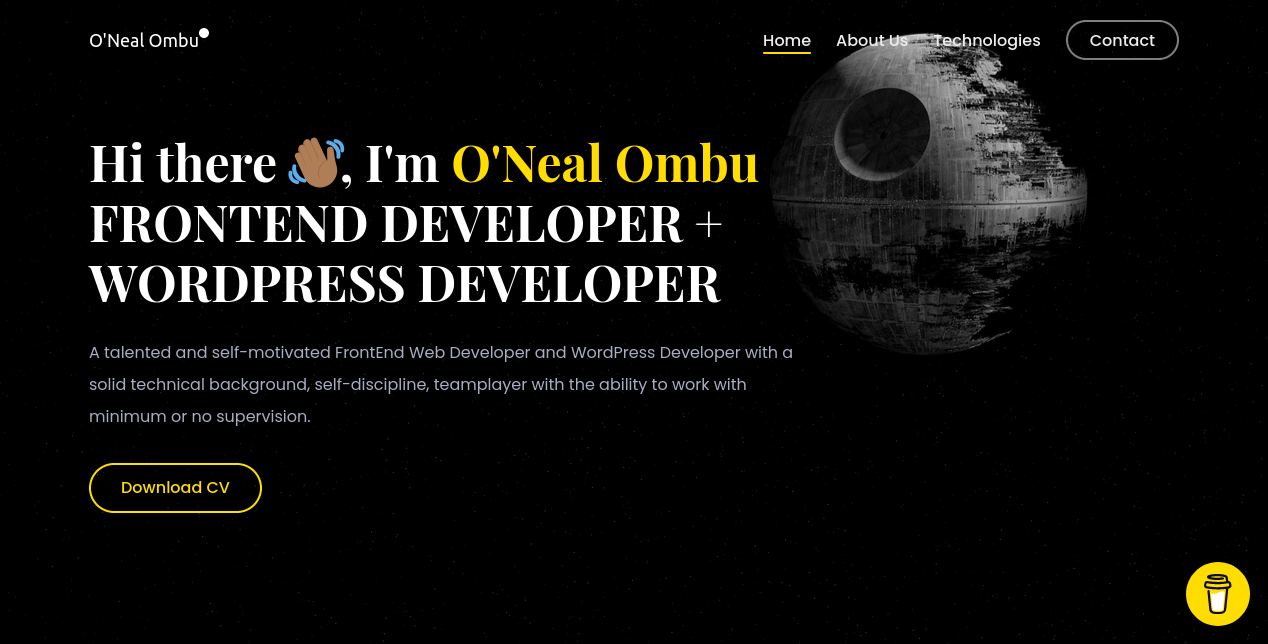 O'Neal Ombu
Home About Us Technologies Contact
Hi there 👋🏽, I'm O'Neal Ombu
FRONTEND DEVELOPER +
WORDPRESS DEVELOPER
A talented and self-motivated FrontEnd Web Developer and WordPress Developer with a
solid technical background, self-discipline, teamplayer with the ability to work with
minimum or no supervision.
Download CV